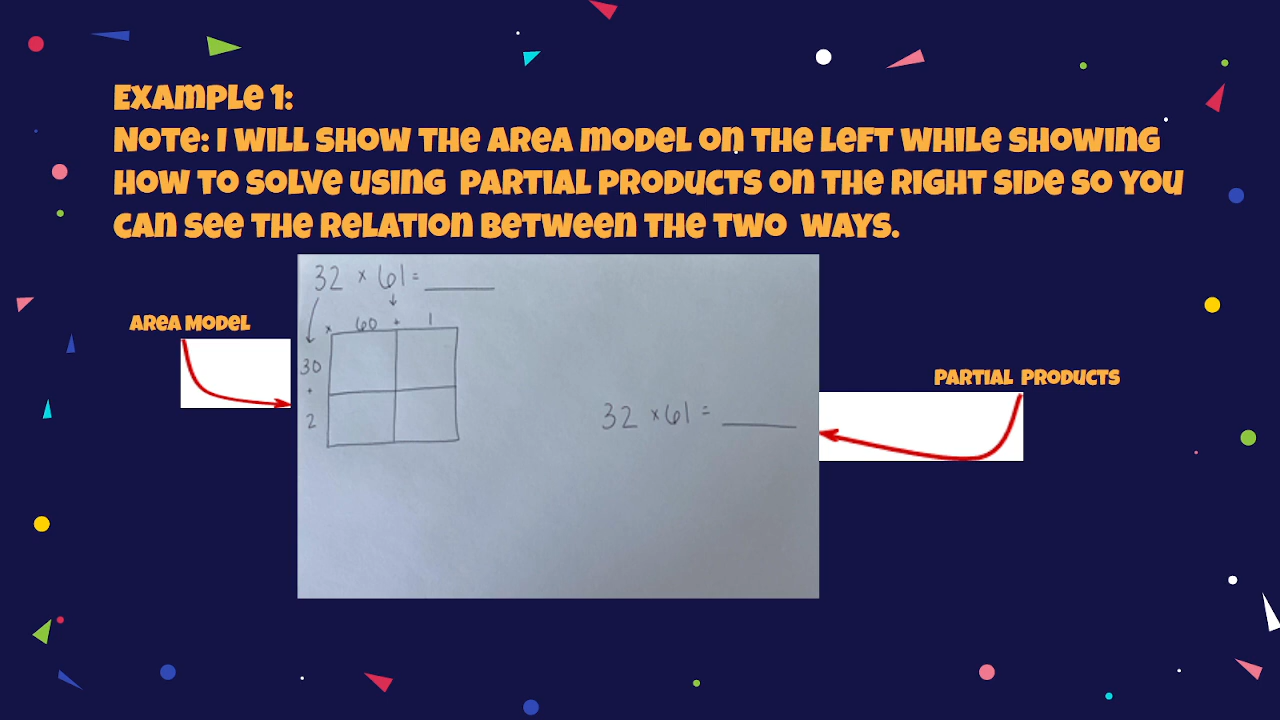 Example 1:
Note: I will show the area model on the left while showing
how to solve using partial products on the right side so you
can see the relation between the two ways.
Area Model
Partial Products
32 × 61 = ______
× 60 + 1
30
+
2
32 × 61 = ______